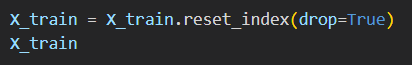 X_train = X_train.reset_index(drop=True)
X_train